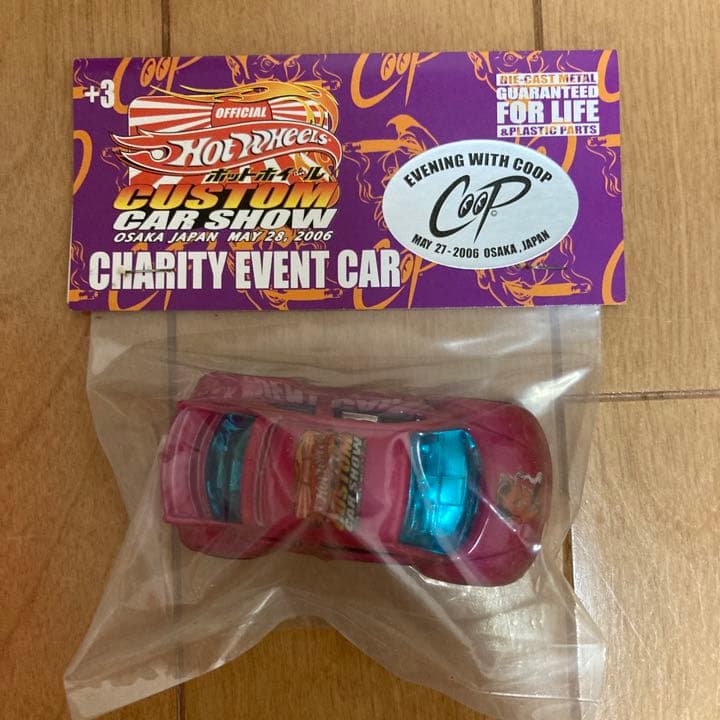 +3
OFFICIAL
HOT WHEELS
ホットホイール
CUSTOM
CAR SHOW
OSAKA JAPAN MAY 28, 2006
CHARITY EVENT CAR
COOP
DIE-CAST METAL
GUARANTEED
FOR LIFE
& PLASTIC PARTS
EVENING WITH COOP
COOP©
MAY 27-2006 OSAKA, JAPAN